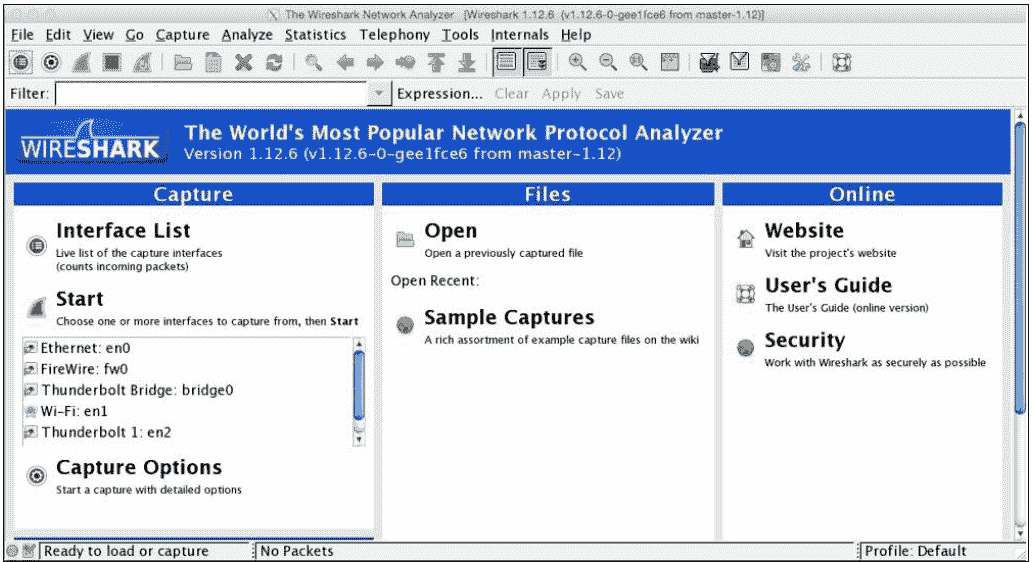 The Wireshark Network Analyzer [Wireshark 1.12.6 (v1.12.6-0-gee1fce6 from master-1.12)]
File Edit View Go Capture Analyze Statistics Telephony Tools Internals Help
Filter: Expression... Clear Apply Save
WIRESHARK
The World's Most Popular Network Protocol Analyzer
Version 1.12.6 (v1.12.6-0-gee1fce6 from master-1.12)
Capture
Interface List
Live list of the capture interfaces
(counts incoming packets)
Start
Choose one or more interfaces to capture from, then Start
Ethernet: en0
FireWire: fw0
Thunderbolt Bridge: bridge0
Wi-Fi: en1
Thunderbolt 1: en2
Capture Options
Start a capture with detailed options
Files
Open
Open a previously captured file
Open Recent:
Sample Captures
A rich assortment of example capture files on the wiki
Online
Website
Visit the project's website
User's Guide
The User's Guide (online version)
Security
Work with Wireshark as securely as possible
Ready to load or capture
No Packets
Profile: Default